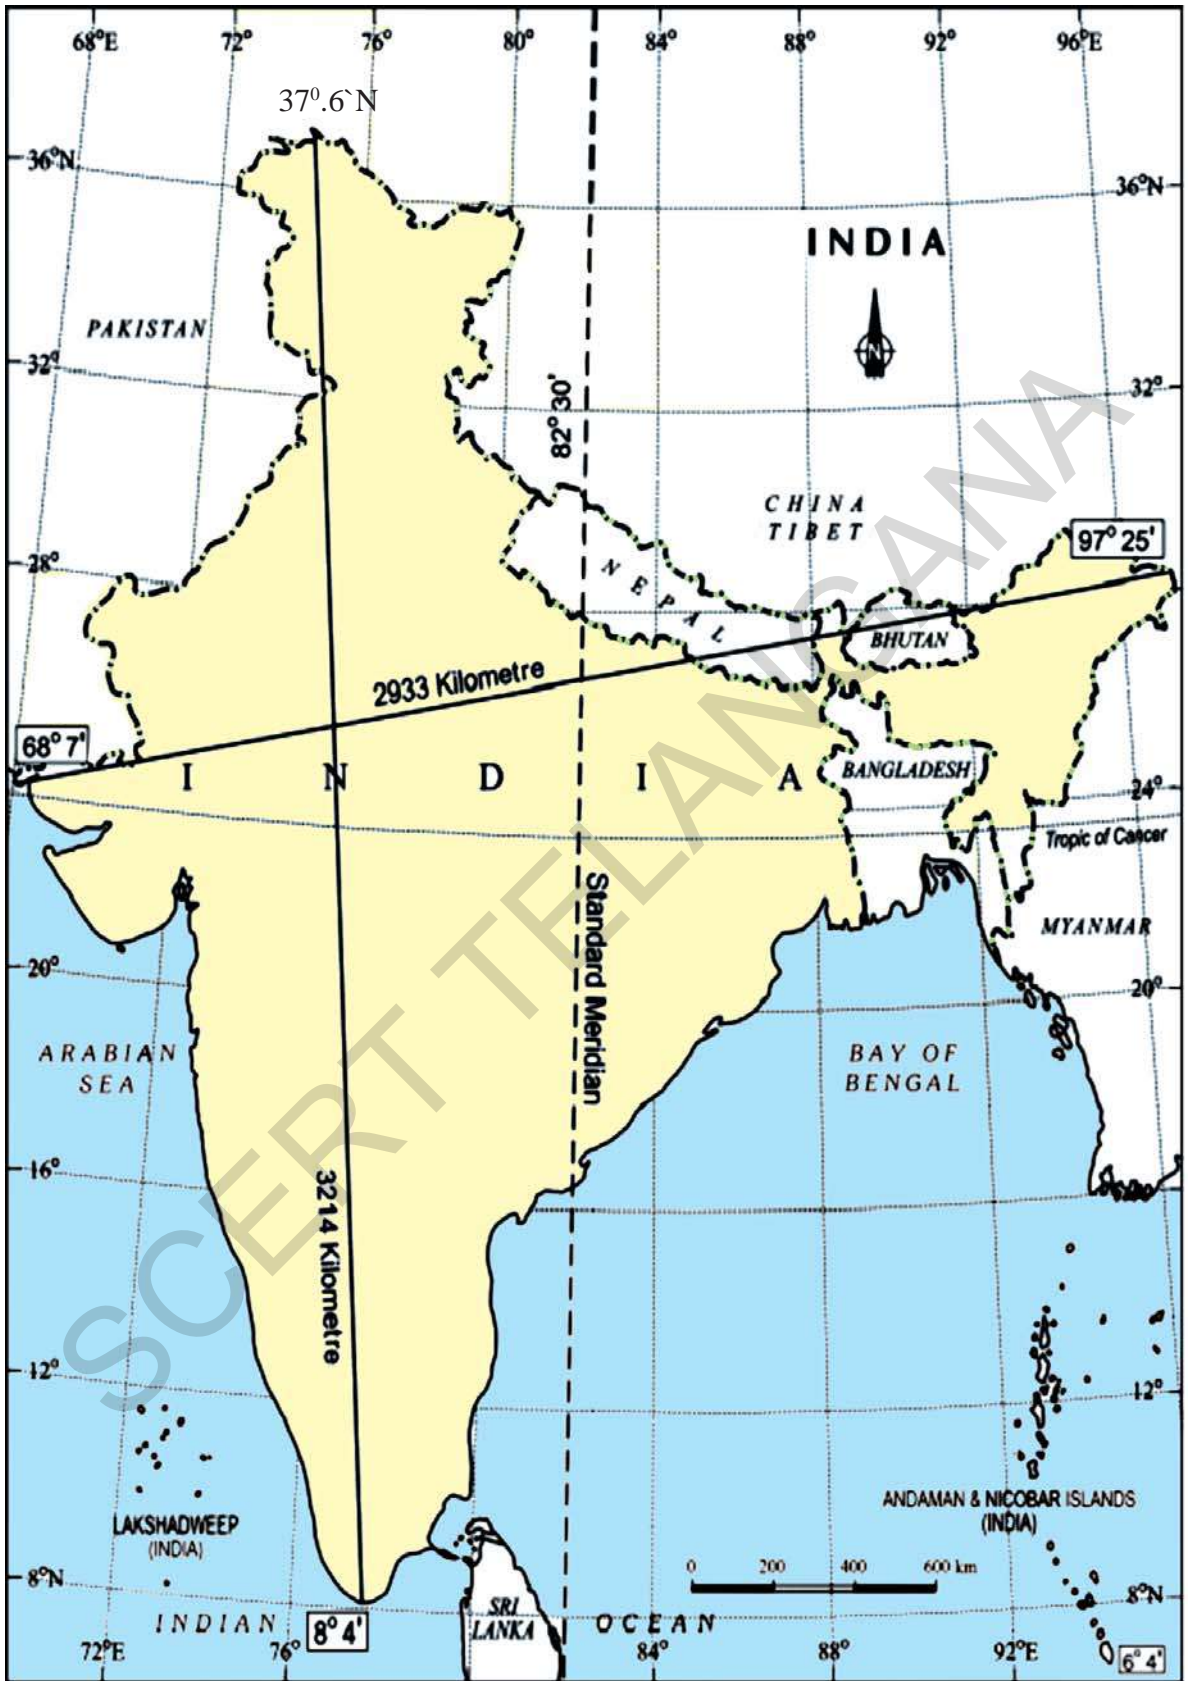 68°E 72° 76° 80° 84° 88° 92° 96°E
37⁰.6`N
36°N
36°N
INDIA
N
PAKISTAN
32°
32°
82° 30'
CHINA
TIBET
97° 25'
28°
NEPAL
BHUTAN
2933 Kilometre
68° 7'
INDIA
BANGLADESH
24°
Tropic of Cancer
Standard Meridian
MYANMAR
20°
20°
ARABIAN
SEA
BAY OF
BENGAL
16°
3214 Kilometre
12°
12°
LAKSHADWEEP
(INDIA)
ANDAMAN & NICOBAR ISLANDS
(INDIA)
0 200 400 600 km
8°N
8°N
INDIAN
8° 4'
SRI
LANKA
OCEAN
6° 4'
72°E 76° 84° 88° 92°E
SCERT TELANGANA